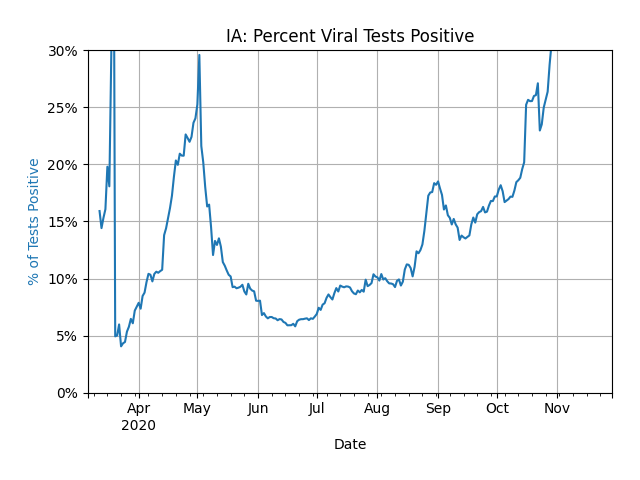 IA: Percent Viral Tests Positive
30%
25%
20%
15%
10%
5%
0%
% of Tests Positive
Apr May Jun Jul Aug Sep Oct Nov
2020
Date